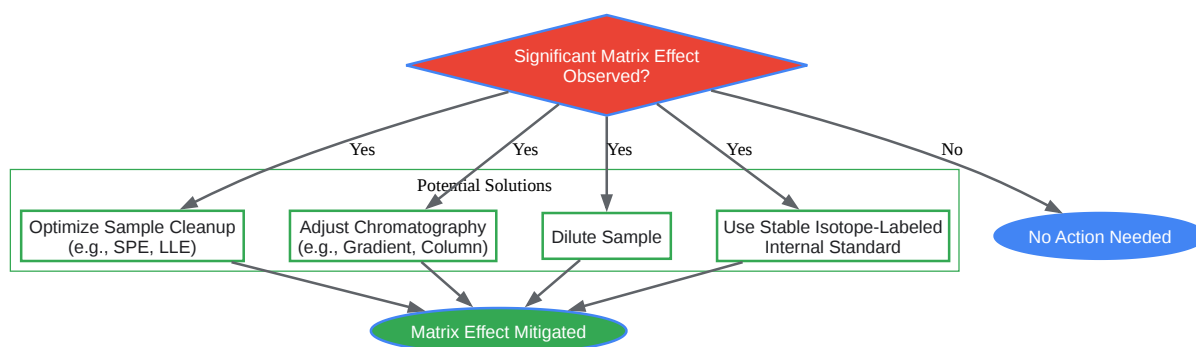 Significant Matrix Effect
Observed?
Yes
Yes
Yes
Yes
No
Potential Solutions
Optimize Sample Cleanup
(e.g., SPE, LLE)
Adjust Chromatography
(e.g., Gradient, Column)
Dilute Sample
Use Stable Isotope-Labeled
Internal Standard
No Action Needed
Matrix Effect Mitigated